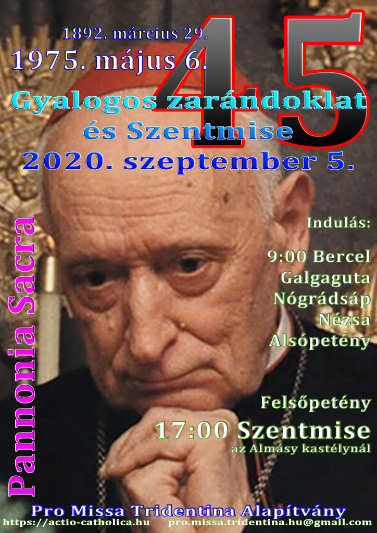 45
1892. március 29.
1975. május 6.
Gyalogos zarándoklat
és Szentmise
2020. szeptember 5.
Pannonia Sacra
Indulás:
9:00 Bercel
Galgaguta
Nógrádsáp
Nézsa
Alsópetény
Felsőpetény
17:00 Szentmise
az Almásy kastélynál
Pro Missa Tridentina Alapítvány
https://actio-catholica.hu pro.missa.tridentina.hu@gmail.com